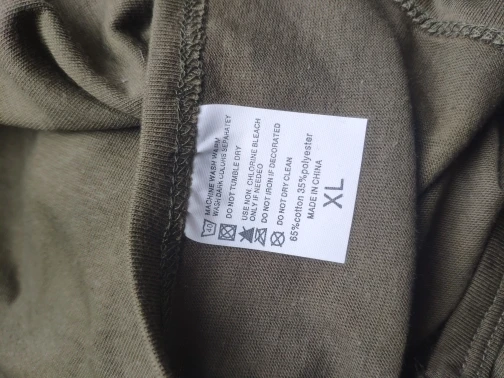 MACHINE WASH WARM
WASH DARK COLORS SEPARATEY
DO NOT TUMBLE DRY
USE NON, CHLORINE BLEACH
ONLY IF NEEDED
DO NOT IRON IF DECORATED
DO NOT DRY CLEAN
65%cotton 35%polyester
MADE IN CHINA
XL